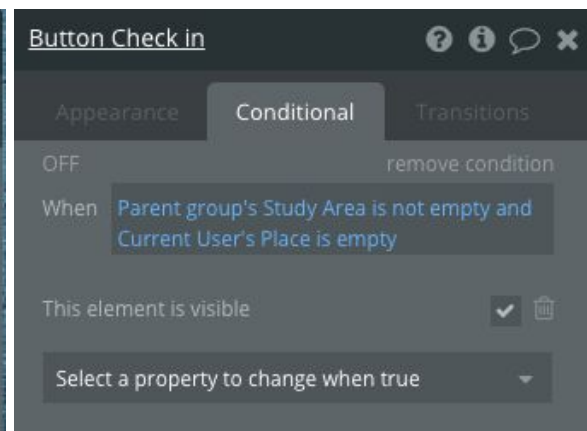 Button Check in
Appearance Conditional Transitions
OFF remove condition
When Parent group's Study Area is not empty and
Current User's Place is empty
This element is visible
Select a property to change when true